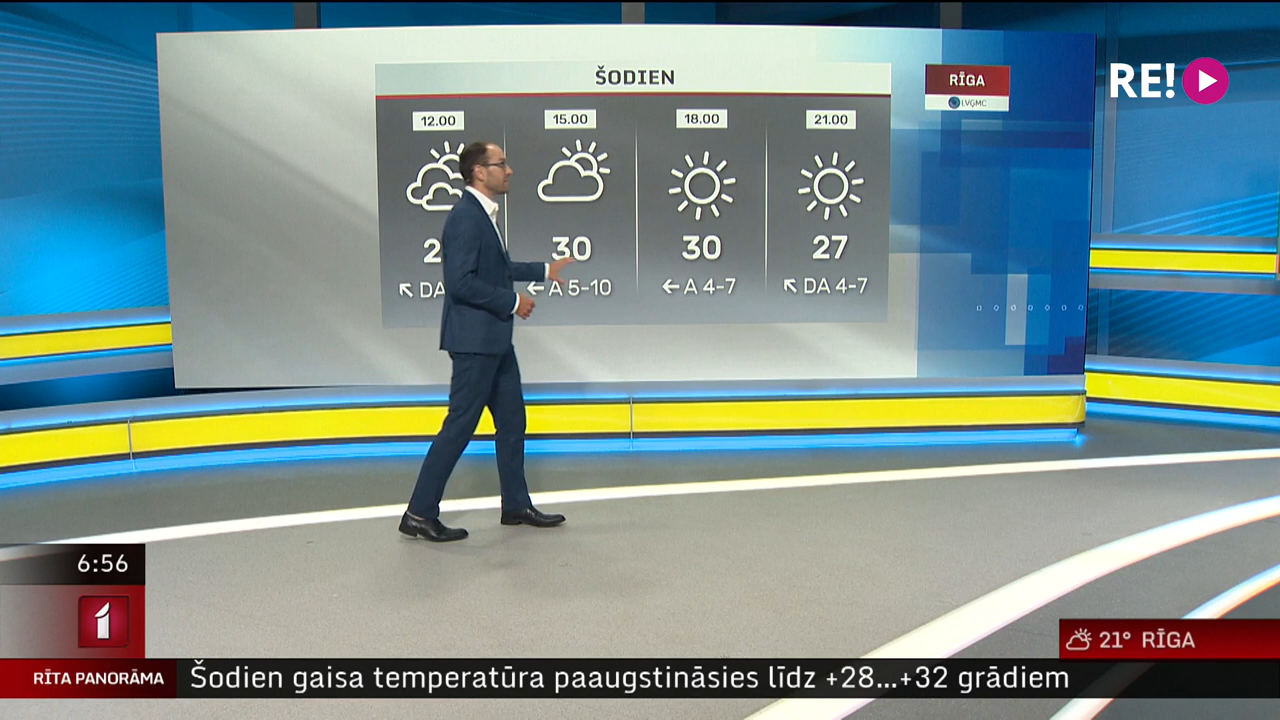 ŠODIEN
RĪGA
LVĢMC
RE!
12.00
15.00
18.00
21.00
30
30
27
DA
A 5-10
A 4-7
DA 4-7
6:56
1
21° RĪGA
RĪTA PANORĀMA
Šodien gaisa temperatūra paaugstināsies līdz +28...+32 grādiem